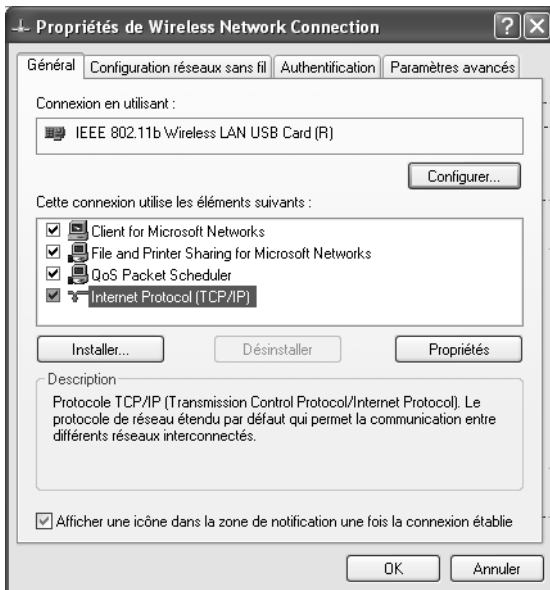 Propriétés de Wireless Network Connection
Général Configuration réseaux sans fil Authentification Paramètres avancés
Connexion en utilisant :
IEEE 802.11b Wireless LAN USB Card (R)
Configurer...
Cette connexion utilise les éléments suivants :
Client for Microsoft Networks
File and Printer Sharing for Microsoft Networks
QoS Packet Scheduler
Internet Protocol (TCP/IP)
Installer... Désinstaller Propriétés
Description
Protocole TCP/IP (Transmission Control Protocol/Internet Protocol). Le
protocole de réseau étendu par défaut qui permet la communication entre
différents réseaux interconnectés.
Afficher une icône dans la zone de notification une fois la connexion établie
OK Annuler